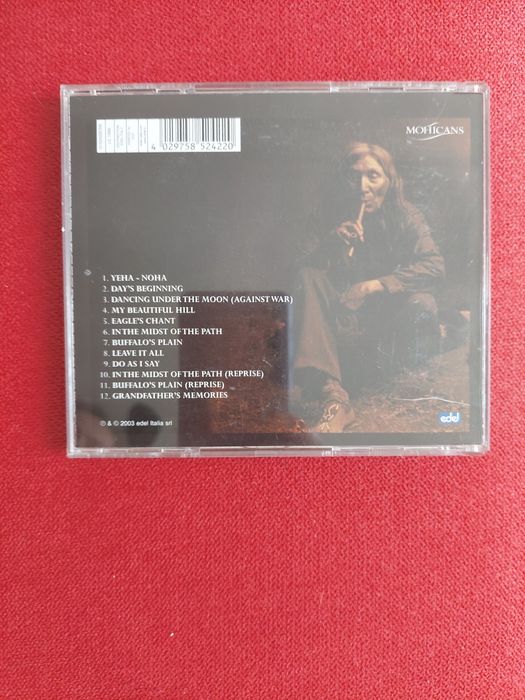 MOHICANS
4 029758 524220
1. YEHA - NOHA
2. DAY'S BEGINNING
3. DANCING UNDER THE MOON (AGAINST WAR)
4. MY BEAUTIFUL HILL
5. EAGLE'S CHANT
6. IN THE MIDST OF THE PATH
7. BUFFALO'S PLAIN
8. LEAVE IT ALL
9. DO AS I SAY
10. IN THE MIDST OF THE PATH (REPRISE)
11. BUFFALO'S PLAIN (REPRISE)
12. GRANDFATHER'S MEMORIES
℗ & © 2003 edel Italia srl
edel